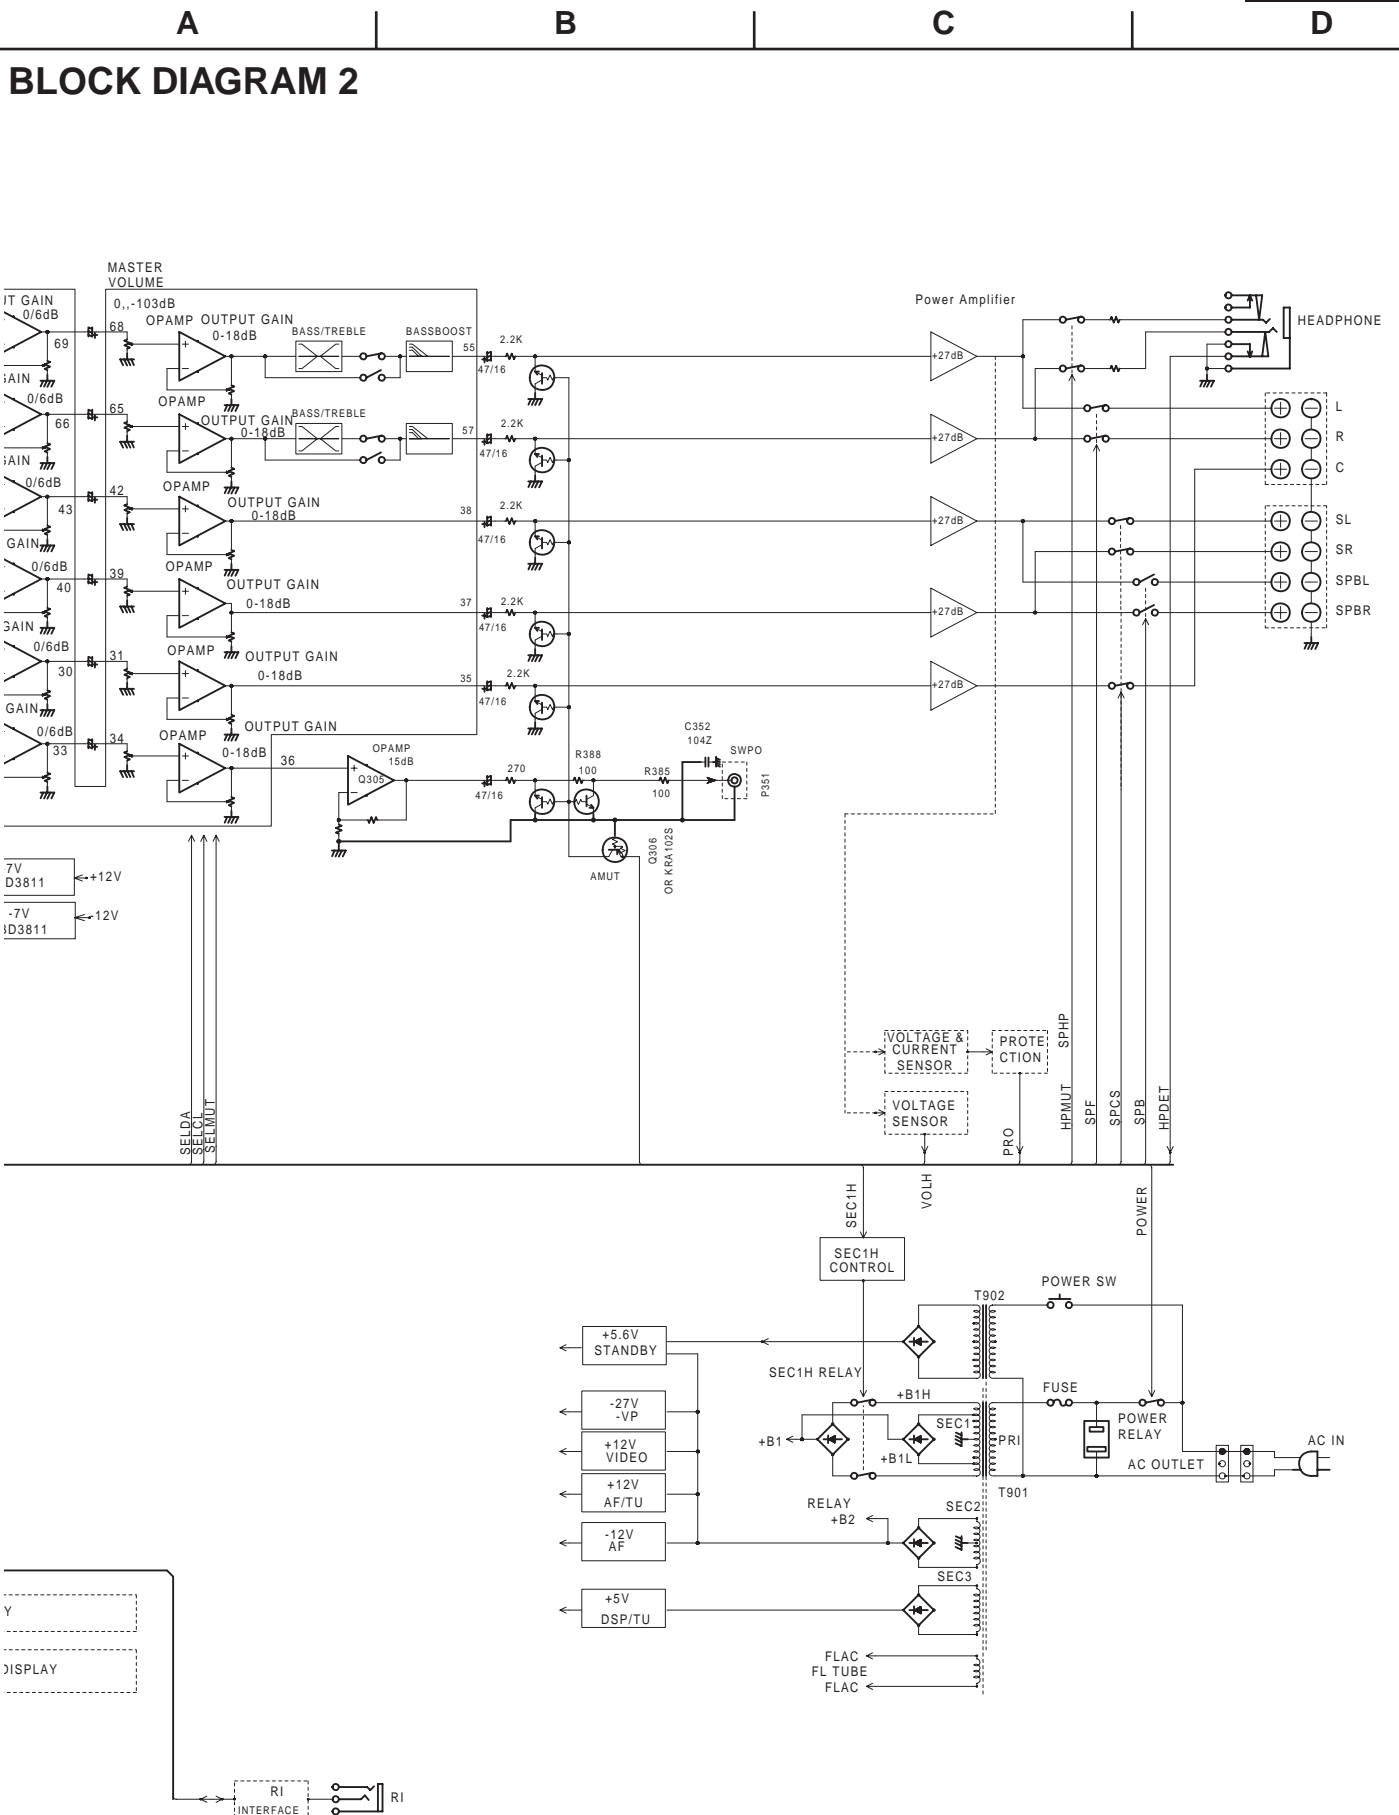 A B C D
BLOCK DIAGRAM 2
MASTER
VOLUME
0,,-103dB
GAIN
0/6dB
69
68
OPAMP
OUTPUT GAIN
0-18dB
BASS/TREBLE
BASSBOOST
55
2.2K
47/16
Power Amplifier
+27dB
HEADPHONE
0/6dB
66
65
OPAMP
OUTPUT GAIN
0-18dB
BASS/TREBLE
57
2.2K
47/16
+27dB
L
R
C
0/6dB
43
42
OPAMP
OUTPUT GAIN
0-18dB
38
2.2K
47/16
+27dB
SL
SR
SPBL
SPBR
GAIN
0/6dB
40
39
OPAMP
OUTPUT GAIN
0-18dB
37
2.2K
47/16
+27dB
0/6dB
30
31
OPAMP
OUTPUT GAIN
0-18dB
35
2.2K
47/16
+27dB
GAIN
0/6dB
33
34
OPAMP
OUTPUT GAIN
0-18dB
36
OPAMP
15dB
Q305
270
47/16
R388
100
R385
100
C352
104Z
SWPO
P351
Q306
OR KRA102S
AMUT
7V
D3811
+12V
-7V
3D3811
-12V
SELDA
SELCL
SELMUT
VOLTAGE &
CURRENT
SENSOR
PROTE
CTION
VOLTAGE
SENSOR
PRO
HPMUT
SPHP
SPF
SPCS
SPB
HPDET
SEC1H
VOLH
POWER
SEC1H
CONTROL
POWER SW
T902
+5.6V
STANDBY
SEC1H RELAY
+B1H
FUSE
-27V
-VP
SEC1
POWER
RELAY
+B1
PRI
+12V
VIDEO
+B1L
AC OUTLET
AC IN
+12V
AF/TU
T901
RELAY
+B2
SEC2
-12V
AF
SEC3
+5V
DSP/TU
Y
DISPLAY
FLAC
FL TUBE
FLAC
RI
INTERFACE
RI